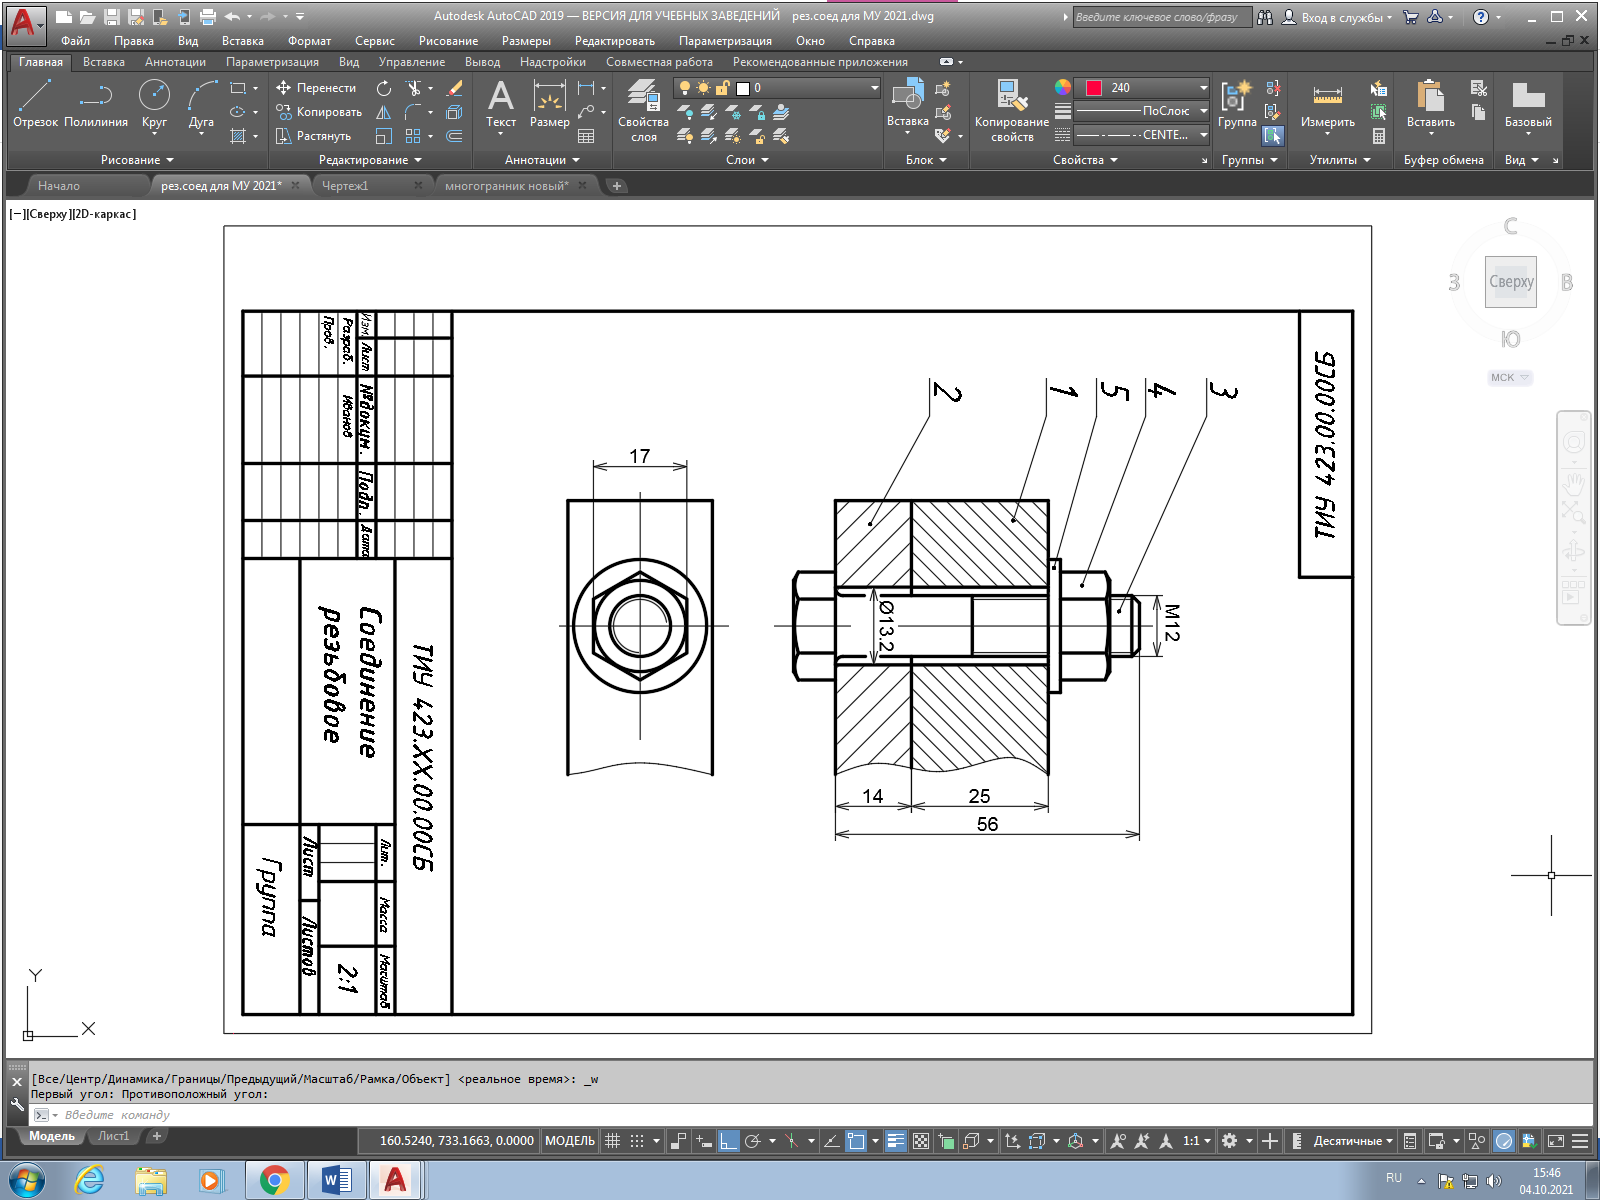 Autodesk AutoCAD 2019 — ВЕРСИЯ ДЛЯ УЧЕБНЫХ ЗАВЕДЕНИЙ рез.соед для МУ 2021.dwg
Введите ключевое слово/фразу
Вход в службы
Файл Правка Вид Вставка Формат Сервис Рисование Размеры Редактировать Параметризация Окно Справка
Главная Вставка Аннотации Параметризация Вид Управление Вывод Надстройки Совместная работа Рекомендованные приложения
Отрезок Полилиния Круг Дуга
Рисование
Перенести
Копировать
Растянуть
Редактирование
Текст Размер
Аннотации
Свойства слоя
0
Слои
Вставка
Блок
Копирование свойств
240
ПоСлою
CENTE...
Свойства
Группа
Группы
Измерить
Утилиты
Вставить
Буфер обмена
Базовый
Вид
Начало рез.соед для МУ 2021* Чертеж1 многогранник новый*
[−][Сверху][2D-каркас]
С
З Сверху В
Ю
МСК
ТИУ 423.00.00СБ
2 1 5 4 3
17
Ø13.2
M12
14 25
56
Изм. Лист №докум. Подп. Дата
Разраб. Иванов
Пров.
ТИУ 423.ХХ.00.00СБ
Соединение
резьбовое
Лит. Масса Масштаб
2:1
Лист Листов
Группа
Y
X
[Все/Центр/Динамика/Границы/Предыдущий/Масштаб/Рамка/Объект] <реальное время>: _w
Первый угол: Противоположный угол:
Введите команду
Модель Лист1
160.5240, 733.1663, 0.0000 МОДЕЛЬ 1:1 Десятичные
RU
15:46
04.10.2021